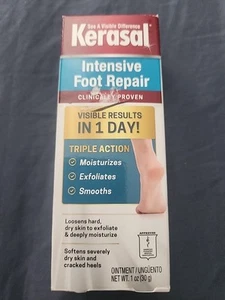 See A Visible Difference
Kerasal
Intensive
Foot Repair
CLINICALLY PROVEN
VISIBLE RESULTS
IN 1 DAY!
TRIPLE ACTION
Moisturizes
Exfoliates
Smooths
Loosens hard,
dry skin to exfoliate
& deeply moisturize
Softens severely
dry skin and
cracked heels
OINTMENT/UNGÜENTO
NET WT. 1 oz (30 g)